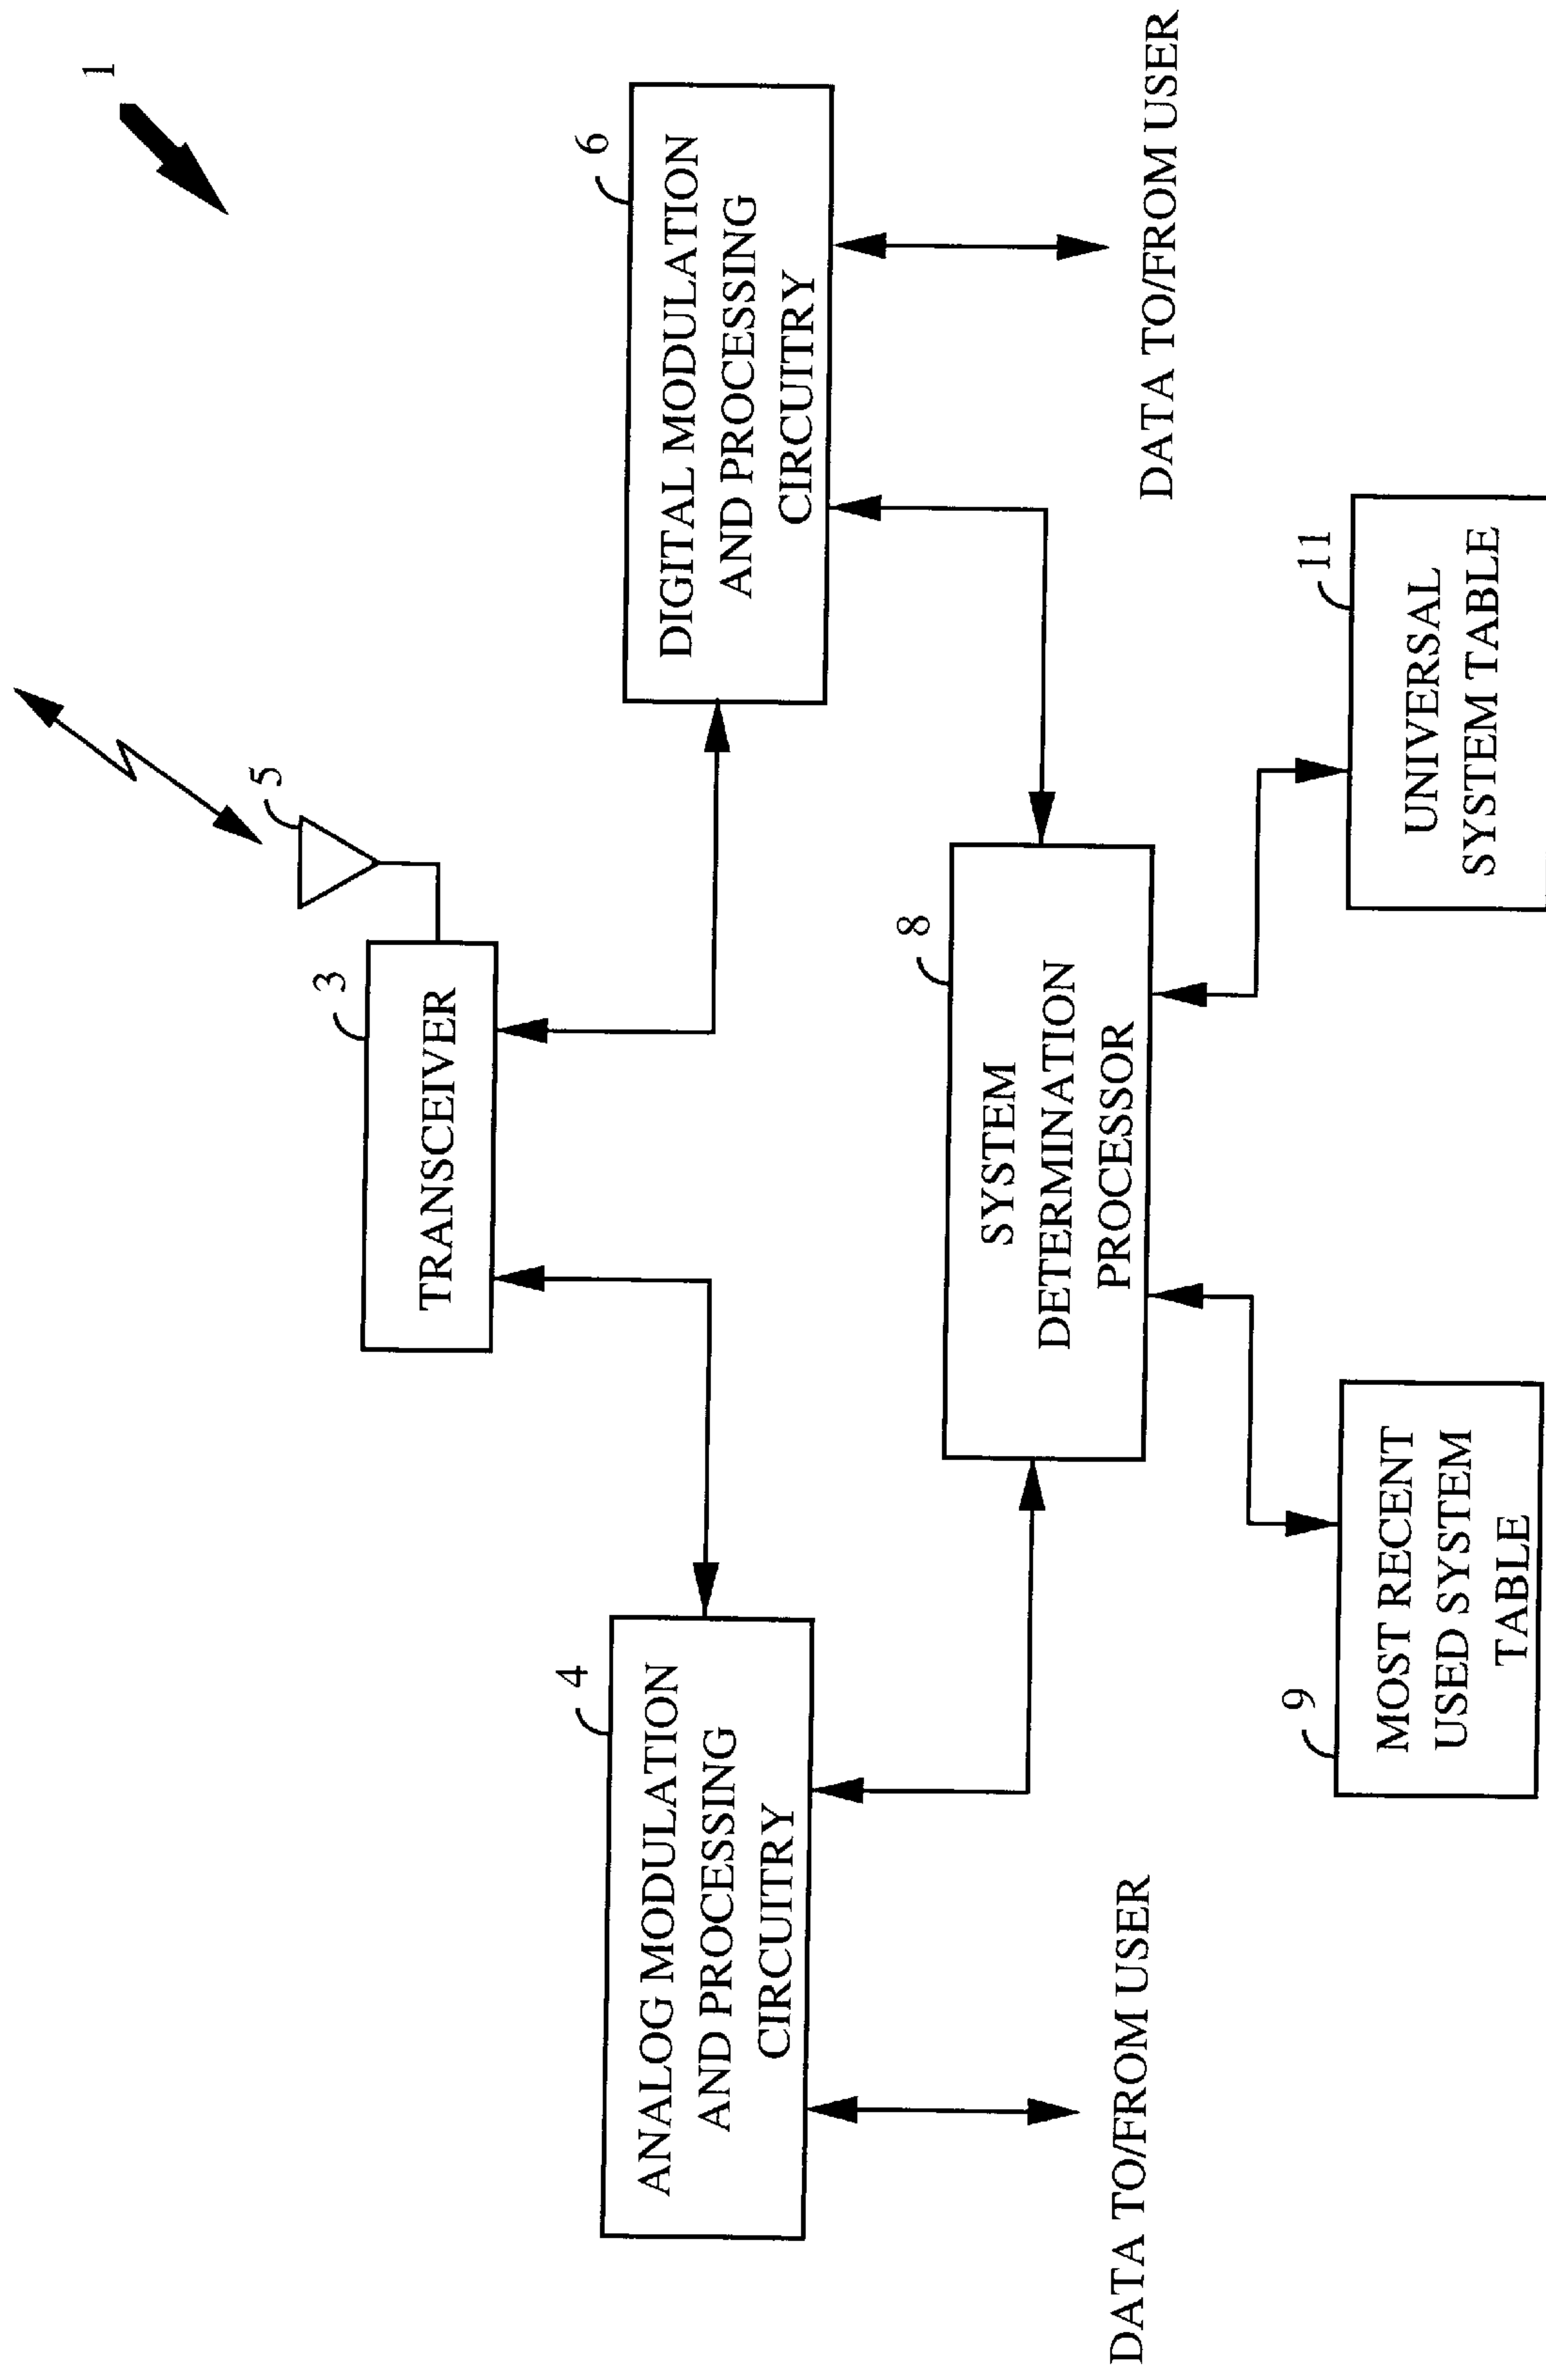 1
5
3
TRANSCEIVER
4
ANALOG MODULATION
AND PROCESSING
CIRCUITRY
6
DIGITAL MODULATION
AND PROCESSING
CIRCUITRY
8
SYSTEM
DETERMINATION
PROCESSOR
DATA TO/FROM USER
DATA TO/FROM USER
9
MOST RECENT
USED SYSTEM
TABLE
11
UNIVERSAL
SYSTEM TABLE